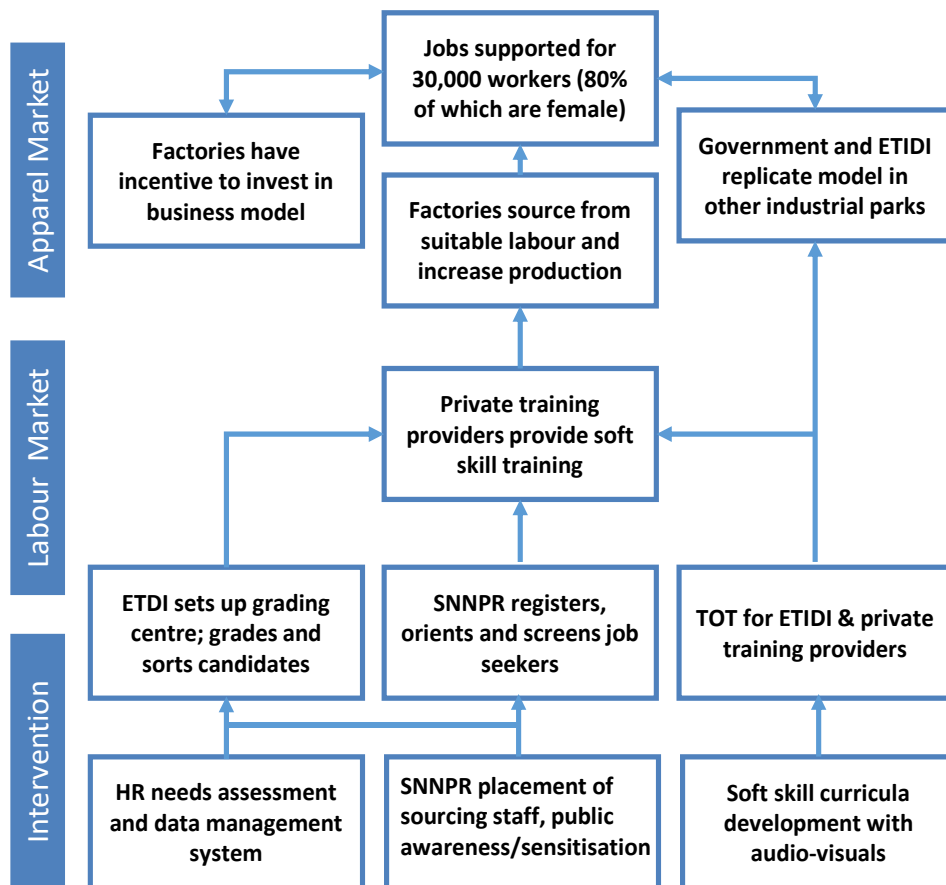 Apparel Market
Jobs supported for
30,000 workers (80%
of which are female)
Factories have
incentive to invest in
business model
Government and ETIDI
replicate model in
other industrial parks
Factories source from
suitable labour and
increase production
Labour Market
Private training
providers provide soft
skill training
Intervention
ETDI sets up grading
centre; grades and
sorts candidates
SNNPR registers,
orients and screens job
seekers
TOT for ETIDI & private
training providers
HR needs assessment
and data management
system
SNNPR placement of
sourcing staff, public
awareness/sensitisation
Soft skill curricula
development with
audio-visuals